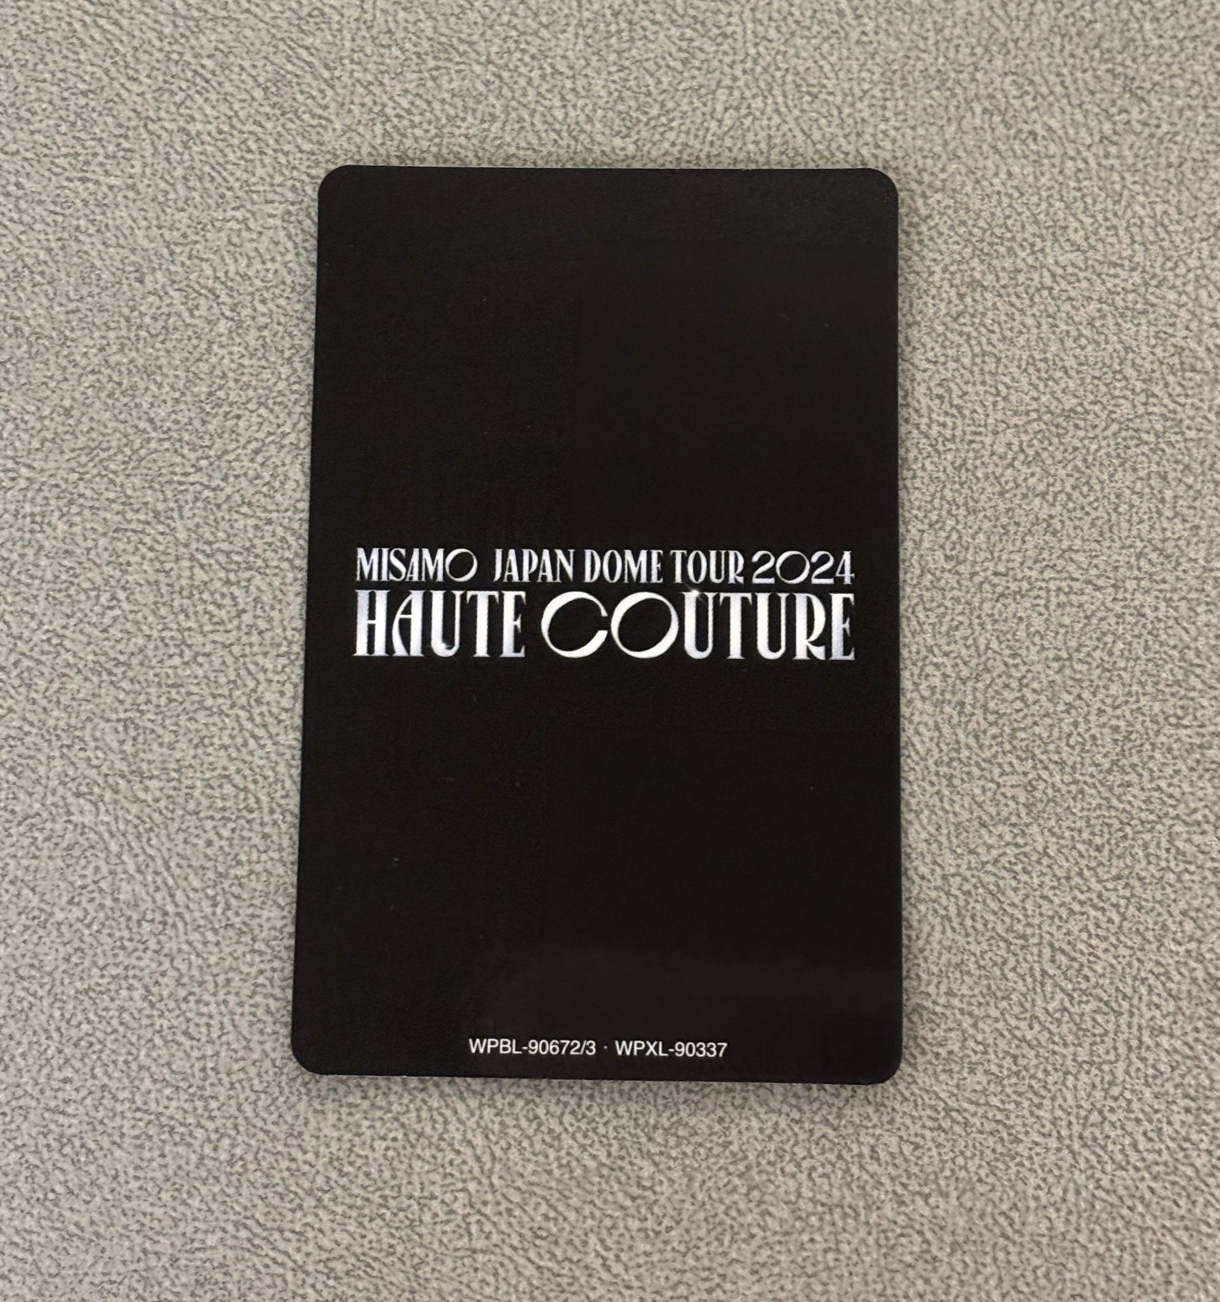 MISAMO JAPAN DOME TOUR 2024
HAUTE COUTURE
WPBL-90672/3 · WPXL-90337